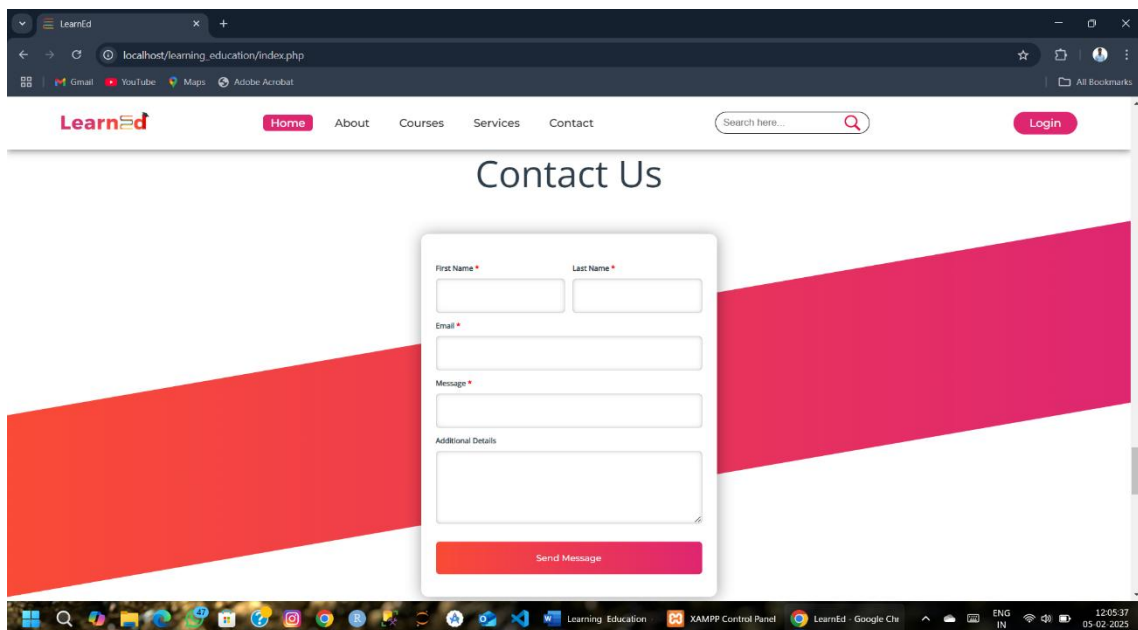 LearnEd
localhost/learning_education/index.php
Gmail YouTube Maps Adobe Acrobat All Bookmarks
LearnEd Home About Courses Services Contact Search here... Login
Contact Us
First Name * Last Name *
Email *
Message *
Additional Details
Send Message
47 Learning Education XAMPP Control Panel LearnEd - Google Chr ENG 12:05:37
IN 05-02-2025